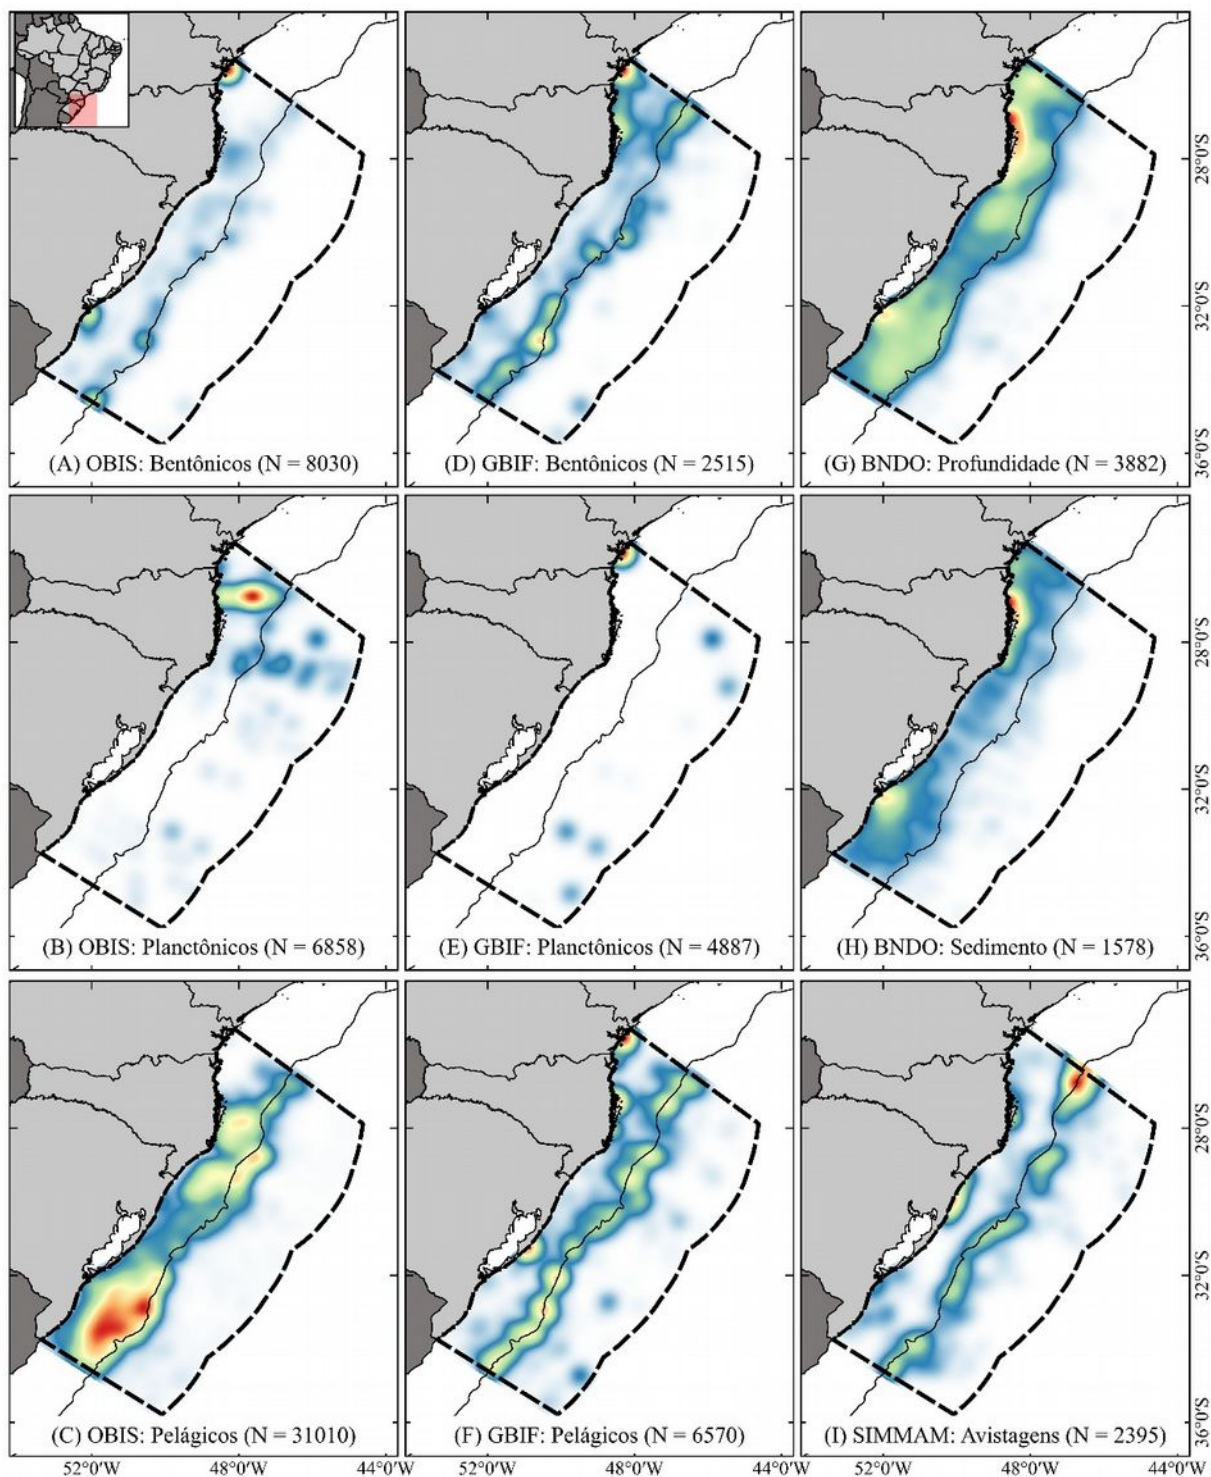 28°0'S
32°0'S
36°0'S
(A) OBIS: Bentônicos (N = 8030)
(D) GBIF: Bentônicos (N = 2515)
(G) BNDO: Profundidade (N = 3882)
28°0'S
32°0'S
36°0'S
(B) OBIS: Planctônicos (N = 6858)
(E) GBIF: Planctônicos (N = 4887)
(H) BNDO: Sedimento (N = 1578)
28°0'S
32°0'S
36°0'S
(C) OBIS: Pelágicos (N = 31010)
(F) GBIF: Pelágicos (N = 6570)
(I) SIMMAM: Avistagens (N = 2395)
52°0'W 48°0'W 44°0'W 52°0'W 48°0'W 44°0'W 52°0'W 48°0'W 44°0'W